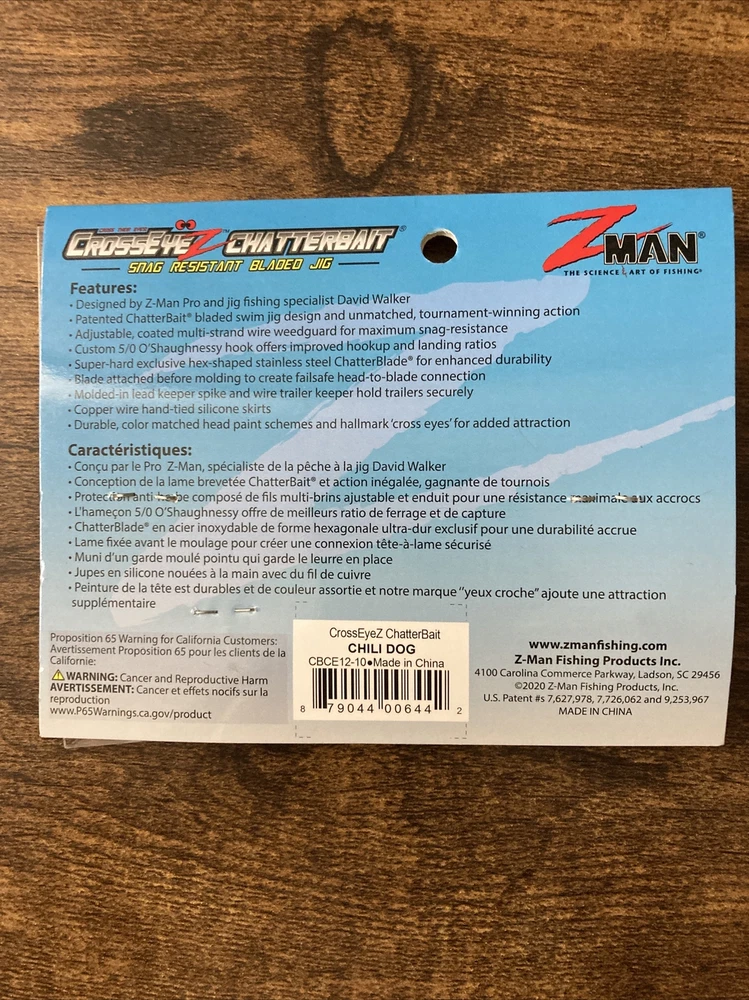 CROSS THEIR EYES!
CROSSEYEZ™ CHATTERBAIT®
SNAG RESISTANT BLADED JIG
ZMAN®
THE SCIENCE & ART OF FISHING®
Features:
• Designed by Z-Man Pro and jig fishing specialist David Walker
• Patented ChatterBait® bladed swim jig design and unmatched, tournament-winning action
• Adjustable, coated multi-strand wire weedguard for maximum snag-resistance
• Custom 5/0 O'Shaughnessy hook offers improved hookup and landing ratios
• Super-hard exclusive hex-shaped stainless steel ChatterBlade® for enhanced durability
• Blade attached before molding to create failsafe head-to-blade connection
• Molded-in lead keeper spike and wire trailer keeper hold trailers securely
• Copper wire hand-tied silicone skirts
• Durable, color matched head paint schemes and hallmark 'cross eyes' for added attraction
Caractéristiques:
• Conçu par le Pro Z-Man, spécialiste de la pêche à la jig David Walker
• Conception de la lame brevetée ChatterBait® et action inégalée, gagnante de tournois
• Protection anti herbe composé de fils multi-brins ajustable et enduit pour une résistance maximale aux accrocs
• L'hameçon 5/0 O'Shaughnessy offre de meilleurs ratio de ferrage et de capture
• ChatterBlade® en acier inoxydable de forme hexagonale ultra-dur exclusif pour une durabilité accrue
• Lame fixée avant le moulage pour créer une connexion tête-à-lame sécurisé
• Muni d'un garde moulé pointu qui garde le leurre en place
• Jupes en silicone nouées à la main avec du fil de cuivre
• Peinture de la tête est durables et de couleur assortie et notre marque "yeux croche" ajoute une attraction
supplémentaire
Proposition 65 Warning for California Customers:
Avertissement Proposition 65 pour les clients de la
Californie:
⚠WARNING: Cancer and Reproductive Harm
AVERTISSEMENT: Cancer et effets nocifs sur la
reproduction
www.P65Warnings.ca.gov/product
CrossEyeZ ChatterBait
CHILI DOG
CBCE12-10●Made in China
8 79044 00644 2
www.zmanfishing.com
Z-Man Fishing Products Inc.
4100 Carolina Commerce Parkway, Ladson, SC 29456
©2020 Z-Man Fishing Products, Inc.
U.S. Patent #s 7,627,978, 7,726,062 and 9,253,967
MADE IN CHINA